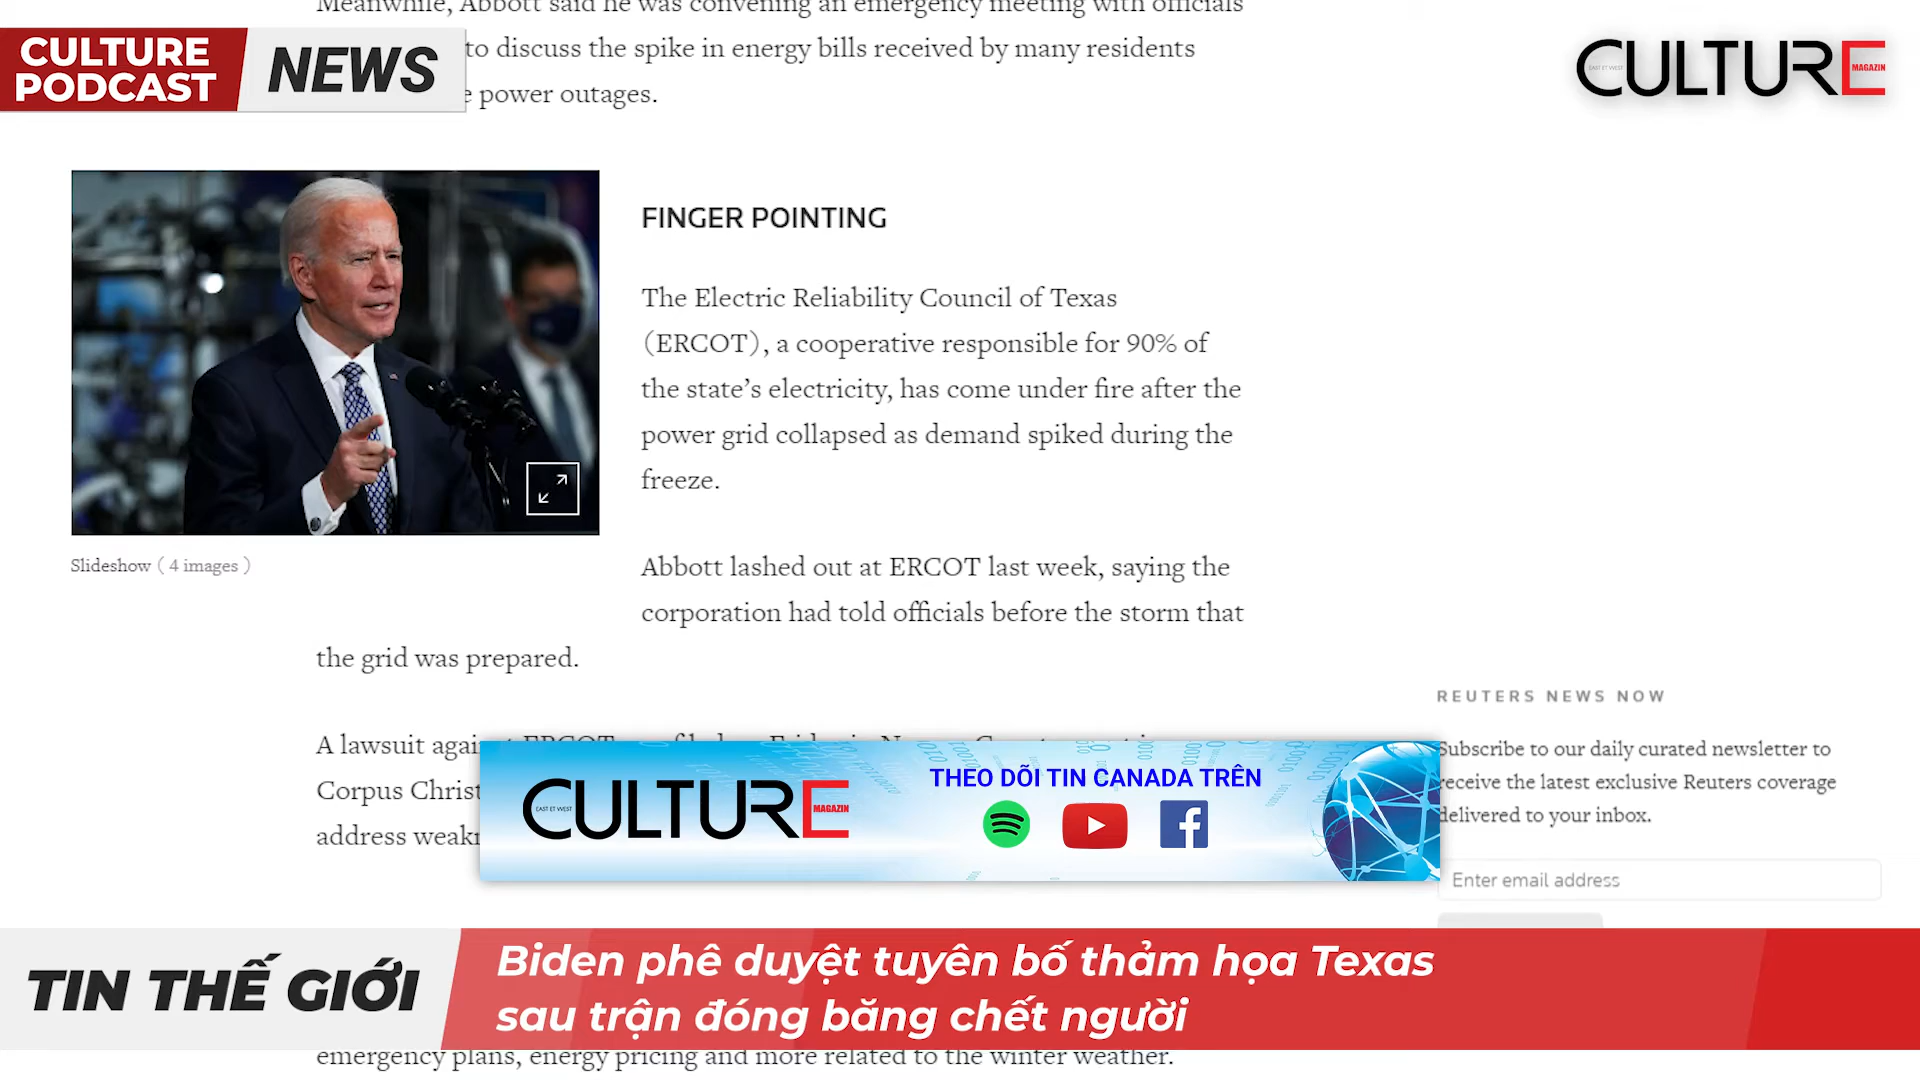 Meanwhile, Abbott said he was convening an emergency meeting with officials
CULTURE
PODCAST
NEWS
to discuss the spike in energy bills received by many residents
power outages.
CULTURE
EAST ET WEST
MAGAZIN
FINGER POINTING
The Electric Reliability Council of Texas
(ERCOT), a cooperative responsible for 90% of
the state’s electricity, has come under fire after the
power grid collapsed as demand spiked during the
freeze.
Slideshow ( 4 images )
Abbott lashed out at ERCOT last week, saying the
corporation had told officials before the storm that
the grid was prepared.
REUTERS NEWS NOW
Subscribe to our daily curated newsletter to
receive the latest exclusive Reuters coverage
delivered to your inbox.
Enter email address
A lawsuit
Corpus
address
CULTURE
EAST ET WEST
MAGAZIN
THEO DÕI TIN CANADA TRÊN
TIN THẾ GIỚI
Biden phê duyệt tuyên bố thảm họa Texas
sau trận đóng băng chết người
emergency plans, energy pricing and more related to the winter weather.